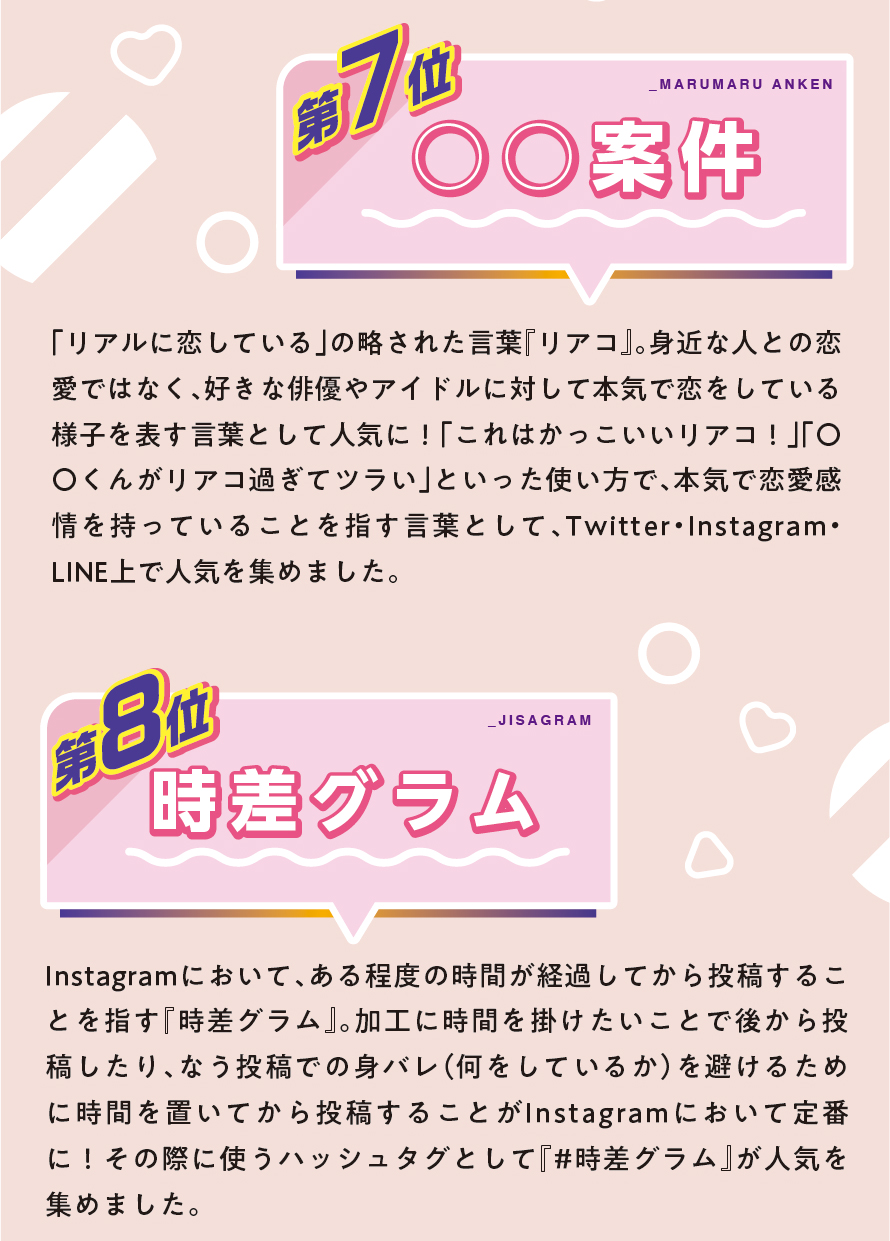 第7位
_MARUMARU ANKEN
〇〇案件
「リアルに恋している」の略された言葉『リアコ』。身近な人との恋
愛ではなく、好きな俳優やアイドルに対して本気で恋をしている
様子を表す言葉として人気に！「これはかっこいいリアコ！」「〇
〇くんがリアコ過ぎてツラい」といった使い方で、本気で恋愛感
情を持っていることを指す言葉として、Twitter・Instagram・
LINE上で人気を集めました。
第8位
_JISAGRAM
時差グラム
Instagramにおいて、ある程度の時間が経過してから投稿するこ
とを指す『時差グラム』。加工に時間を掛けたいことで後から投
稿したり、なう投稿での身バレ(何をしているか)を避けるため
に時間を置いてから投稿することがInstagramにおいて定番
に！その際に使うハッシュタグとして『#時差グラム』が人気を
集めました。